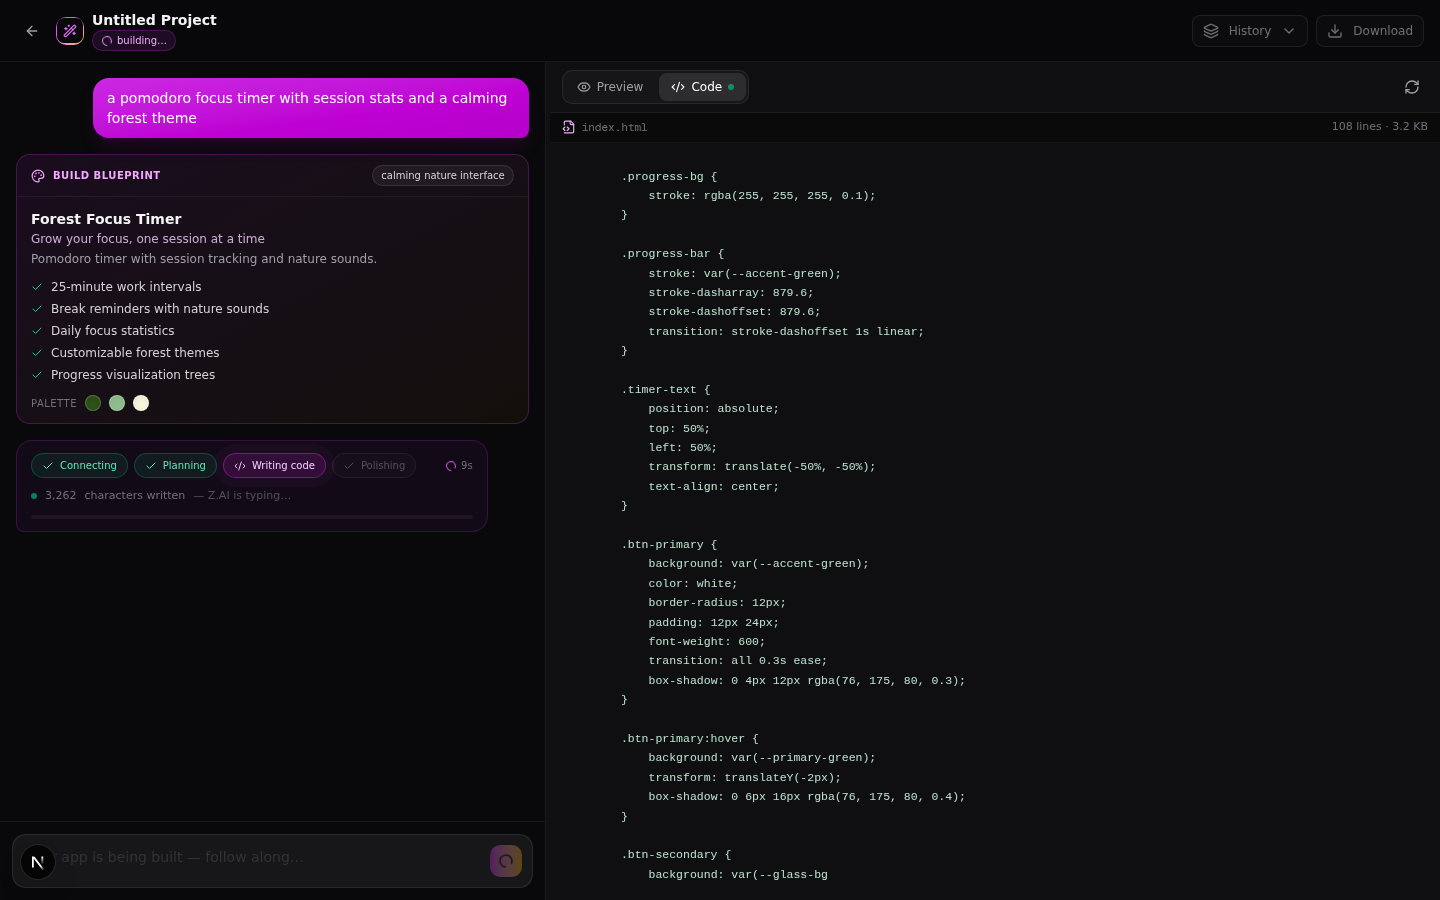 Untitled Project
building...
History
Download
a pomodoro focus timer with session stats and a calming
forest theme
BUILD BLUEPRINT
calming nature interface
Forest Focus Timer
Grow your focus, one session at a time
Pomodoro timer with session tracking and nature sounds.
25-minute work intervals
Break reminders with nature sounds
Daily focus statistics
Customizable forest themes
Progress visualization trees
PALETTE
Connecting
Planning
Writing code
Polishing
9s
3,262 characters written — Z.AI is typing...
N
app is being built — follow along...
Preview
Code
index.html
108 lines · 3.2 KB
.progress-bg {
stroke: rgba(255, 255, 255, 0.1);
}
.progress-bar {
stroke: var(--accent-green);
stroke-dasharray: 879.6;
stroke-dashoffset: 879.6;
transition: stroke-dashoffset 1s linear;
}
.timer-text {
position: absolute;
top: 50%;
left: 50%;
transform: translate(-50%, -50%);
text-align: center;
}
.btn-primary {
background: var(--accent-green);
color: white;
border-radius: 12px;
padding: 12px 24px;
font-weight: 600;
transition: all 0.3s ease;
box-shadow: 0 4px 12px rgba(76, 175, 80, 0.3);
}
.btn-primary:hover {
background: var(--primary-green);
transform: translateY(-2px);
box-shadow: 0 6px 16px rgba(76, 175, 80, 0.4);
}
.btn-secondary {
background: var(--glass-bg